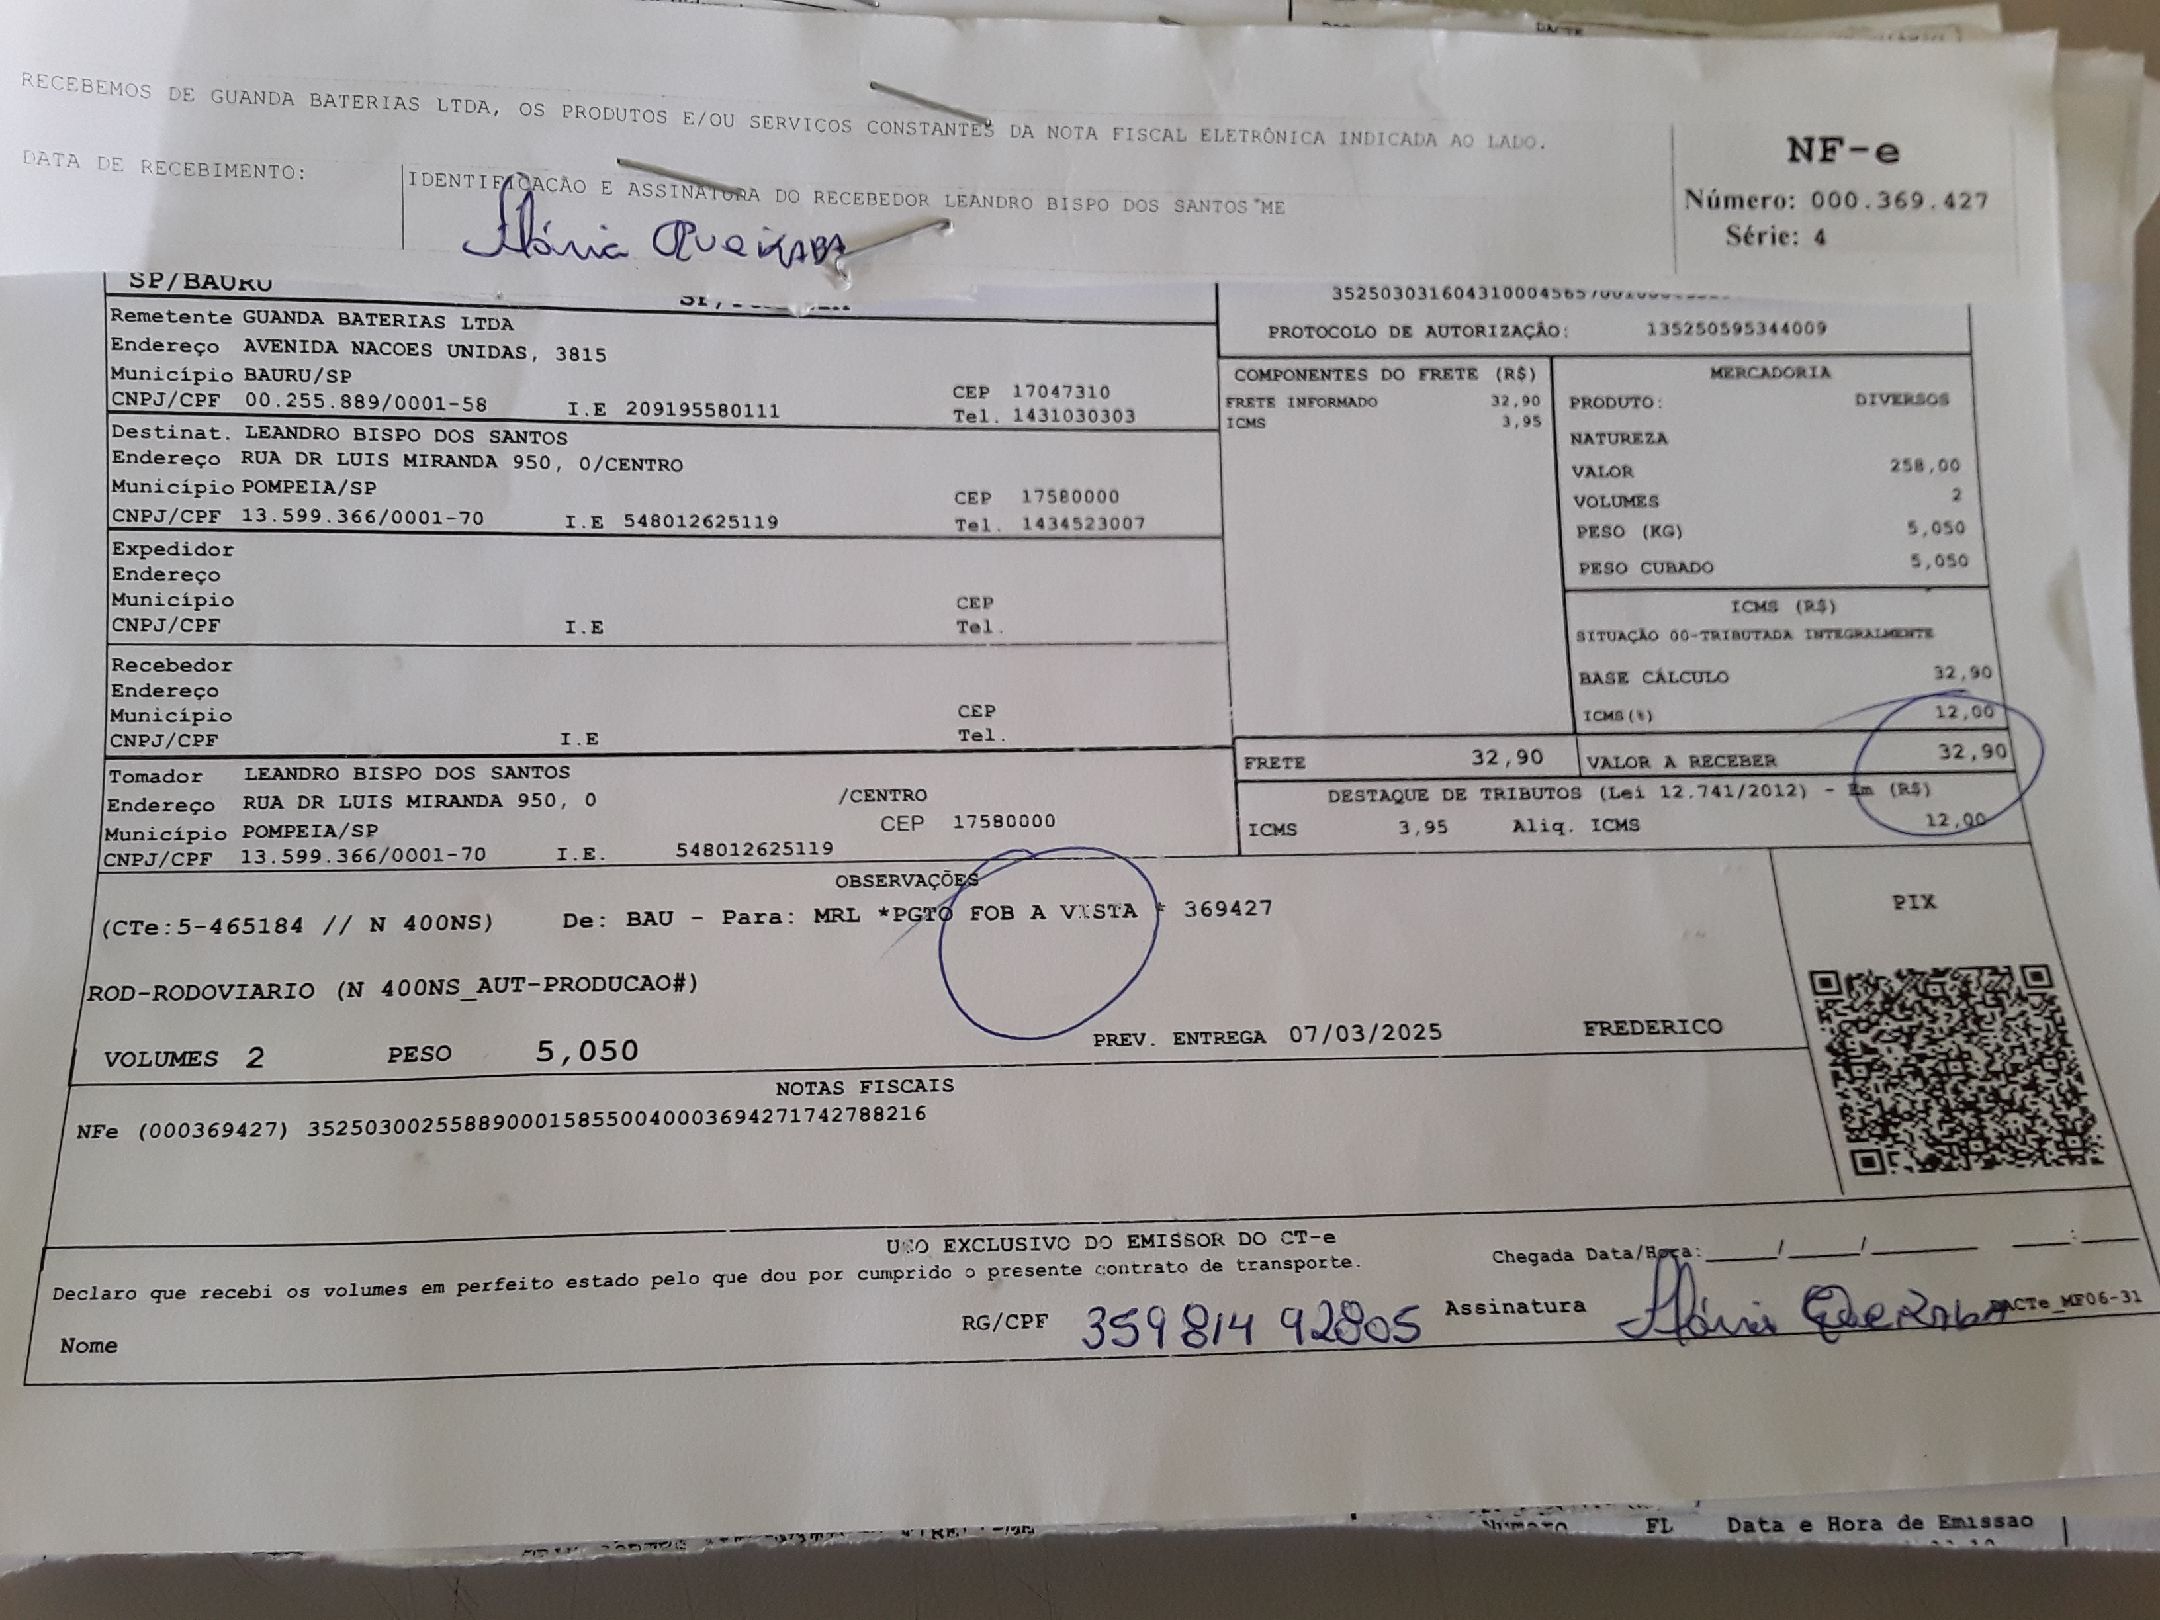 RECEBEMOS DE GUANDA BATERIAS LTDA, OS PRODUTOS E/OU SERVICOS CONSTANTES DA NOTA FISCAL ELETRÔNICA INDICADA AO LADO.
DATA DE RECEBIMENTO:
IDENTIFICAÇÃO E ASSINATURA DO RECEBEDOR LEANDRO BISPO DOS SANTOS ME
NF-e
Número: 000.369.427
Série: 4
SP/BAURU
PROTOCOLO DE AUTORIZAÇÃO: 135250595344009
Remetente GUANDA BATERIAS LTDA
Endereço AVENIDA NACOES UNIDAS, 3815
Município BAURU/SP CEP 17047310
CNPJ/CPF 00.255.889/0001-58 I.E 209195580111 Tel. 1431030303
Destinat. LEANDRO BISPO DOS SANTOS
Endereço RUA DR LUIS MIRANDA 950, 0/CENTRO
Município POMPEIA/SP CEP 17580000
CNPJ/CPF 13.599.366/0001-70 I.E 548012625119 Tel. 1434523007
Expedidor
Endereço
Município CEP
CNPJ/CPF I.E Tel.
Recebedor
Endereço
Município CEP
CNPJ/CPF I.E Tel.
Tomador LEANDRO BISPO DOS SANTOS
Endereço RUA DR LUIS MIRANDA 950, 0 /CENTRO
Município POMPEIA/SP CEP 17580000
CNPJ/CPF 13.599.366/0001-70 I.E. 548012625119
COMPONENTES DO FRETE (R$)
FRETE INFORMADO 32,90
ICMS 3,95
MERCADORIA
PRODUTO: DIVERSOS
NATUREZA
VALOR 258,00
VOLUMES 2
PESO (KG) 5,050
PESO CUBADO 5,050
ICMS (R$)
SITUAÇÃO 00-TRIBUTADA INTEGRALMENTE
BASE CÁLCULO 32,90
ICMS(%) 12,00
FRETE 32,90 VALOR A RECEBER 32,90
DESTAQUE DE TRIBUTOS (Lei 12.741/2012) - Em (R$)
ICMS 3,95 Aliq. ICMS 12,00
OBSERVAÇÕES
(CTe:5-465184 // N 400NS) De: BAU - Para: MRL *PGTO FOB A VISTA * 369427
ROD-RODOVIARIO (N 400NS_AUT-PRODUCAO#)
VOLUMES 2 PESO 5,050 PREV. ENTREGA 07/03/2025 FREDERICO
PIX
NOTAS FISCAIS
NFe (000369427) 35250300255889000158550040003694271742788216
USO EXCLUSIVO DO EMISSOR DO CT-e
Declaro que recebi os volumes em perfeito estado pelo que dou por cumprido o presente contrato de transporte.
Chegada Data/Hora: ____/____/______ ___:___
Nome RG/CPF 35981492805 Assinatura
DACTe_MF06-31
Número FL Data e Hora de Emissao